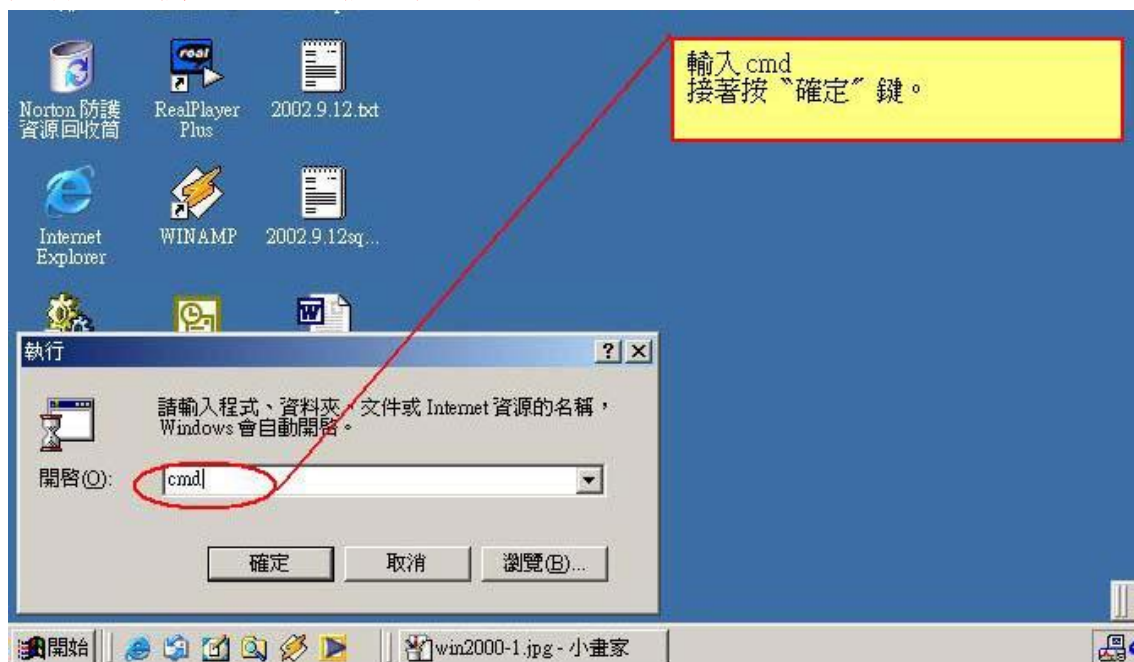 Norton 防護
資源回收筒
real
RealPlayer
Plus
2002.9.12.txt
輸入 cmd
接著按〝確定〞鍵。
Internet
Explorer
WINAMP
2002.9.12sq...
W
執行
請輸入程式、資料夾、文件或 Internet 資源的名稱，
Windows 會自動開啓。
開啓(O):
cmd
確定
取消
瀏覽(B)...
開始
win2000-1.jpg - 小畫家